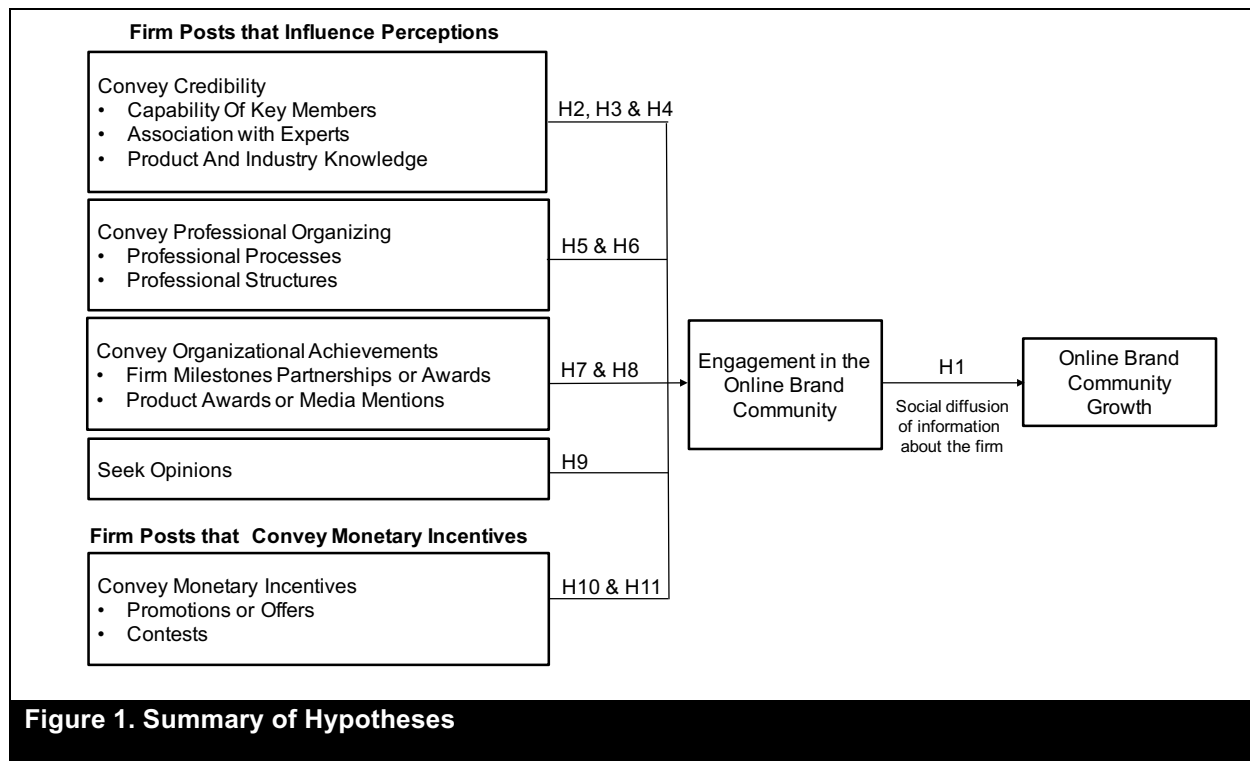 Firm Posts that Influence Perceptions
Convey Credibility
• Capability Of Key Members
• Association with Experts
• Product And Industry Knowledge
H2, H3 & H4
Convey Professional Organizing
• Professional Processes
• Professional Structures
H5 & H6
Convey Organizational Achievements
• Firm Milestones Partnerships or Awards
• Product Awards or Media Mentions
H7 & H8
Seek Opinions
H9
Firm Posts that Convey Monetary Incentives
Convey Monetary Incentives
• Promotions or Offers
• Contests
H10 & H11
Engagement in the
Online Brand
Community
H1
Social diffusion
of information
about the firm
Online Brand
Community
Growth
Figure 1. Summary of Hypotheses